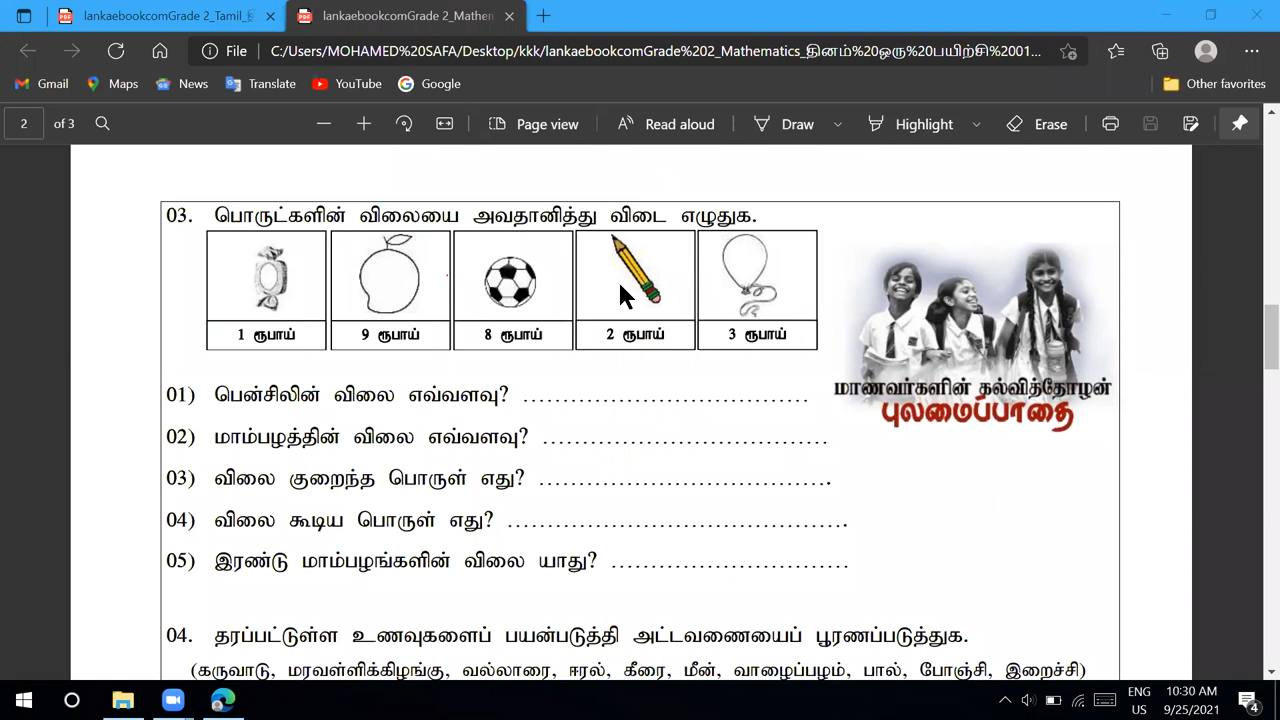 lankaebookcomGrade 2_Tamil_தி
lankaebookcomGrade 2_Mathem
File
C:/Users/MOHAMED%20SAFA/Desktop/kkk/lankaebookcomGrade%202_Mathematics_தினம்%20ஒரு%20பயிற்சி%2001...
Gmail
Maps
News
Translate
YouTube
Google
Other favorites
2 of 3
Page view
Read aloud
Draw
Highlight
Erase
03. பொருட்களின் விலையை அவதானித்து விடை எழுதுக.
1 ரூபாய்
9 ரூபாய்
8 ரூபாய்
2 ரூபாய்
3 ரூபாய்
மாணவர்களின் கல்வித்தோழன்
புலமைப்பாதை
01) பென்சிலின் விலை எவ்வளவு? ....................................
02) மாம்பழத்தின் விலை எவ்வளவு? ....................................
03) விலை குறைந்த பொருள் எது? .....................................
04) விலை கூடிய பொருள் எது? ...........................................
05) இரண்டு மாம்பழங்களின் விலை யாது? ..............................
04. தரப்பட்டுள்ள உணவுகளைப் பயன்படுத்தி அட்டவணையைப் பூரணப்படுத்துக.
(கருவாடு, மரவள்ளிக்கிழங்கு, வல்லாரை, ஈரல், கீரை, மீன், வாழைப்பழம், பால், போஞ்சி, இறைச்சி)
ENG
US
10:30 AM
9/25/2021
4